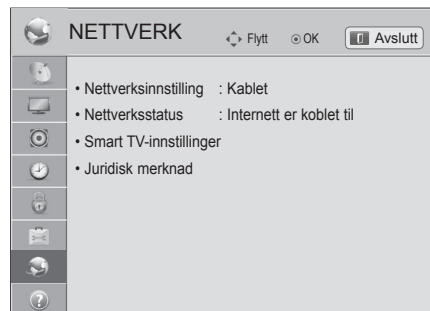 NETTVERK Flytt OK Avslutt
• Nettverksinnstilling : Kablet
• Nettverksstatus : Internett er koblet til
• Smart TV-innstillinger
• Juridisk merknad